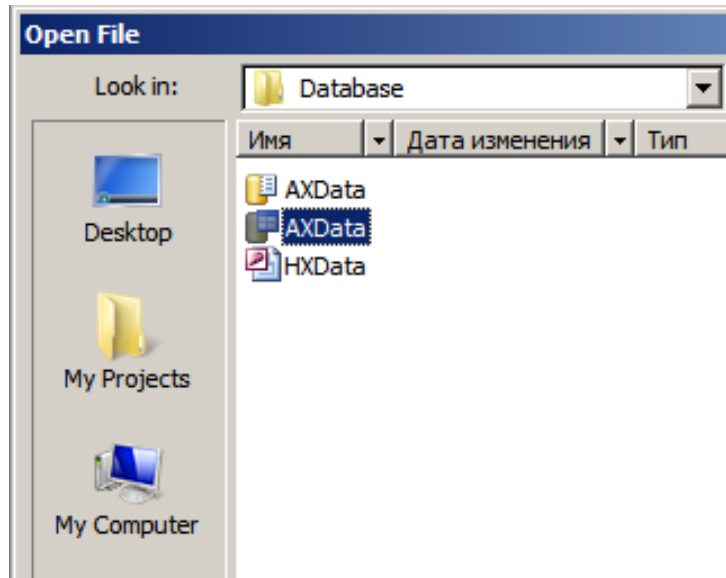 Open File
Look in:
Database
Имя
Дата изменения
Тип
Desktop
My Projects
My Computer
AXData
AXData
HXData